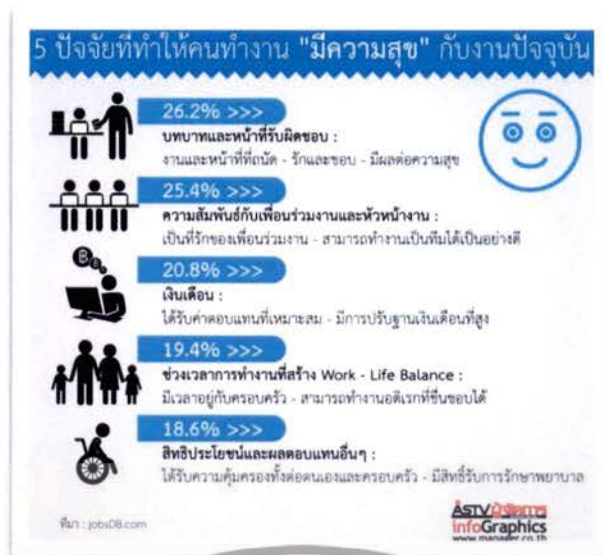 5 ปัจจัยที่ทำให้คนทำงาน "มีความสุข" กับงานปัจจุบัน
26.2% >>>
บทบาทและหน้าที่รับผิดชอบ :
งานและหน้าที่ที่ถนัด - รักและชอบ - มีผลต่อความสุข
25.4% >>>
ความสัมพันธ์กับเพื่อนร่วมงานและหัวหน้างาน :
เป็นที่รักของเพื่อนร่วมงาน - สามารถทำงานเป็นทีมได้เป็นอย่างดี
20.8% >>>
เงินเดือน :
ได้รับค่าตอบแทนที่เหมาะสม - มีการปรับฐานเงินเดือนที่สูง
19.4% >>>
ช่วงเวลาการทำงานที่สร้าง Work - Life Balance :
มีเวลาอยู่กับครอบครัว - สามารถทำงานอดิเรกที่ชื่นชอบได้
18.6% >>>
สิทธิประโยชน์และผลตอบแทนอื่นๆ :
ได้รับความคุ้มครองทั้งต่อตนเองและครอบครัว - มีสิทธิ์รับการรักษาพยาบาล
ที่มา : jobsDB.com
ASTVผู้จัดการ
infoGraphics
www.manager.co.th